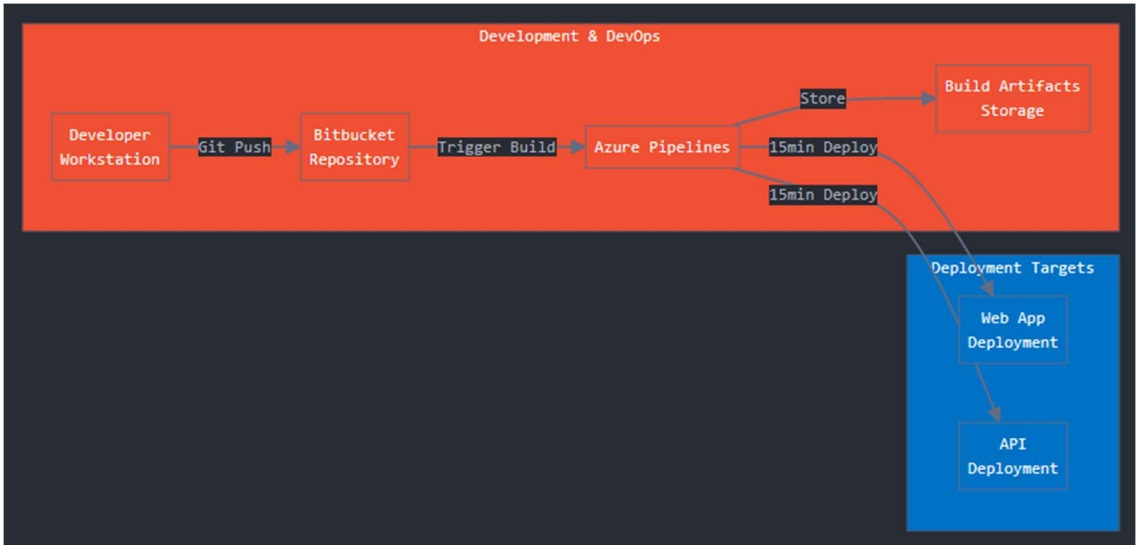 Development & DevOps
Developer
Workstation
Git Push
Bitbucket
Repository
Trigger Build
Azure Pipelines
Store
15min Deploy
15min Deploy
Build Artifacts
Storage
Deployment Targets
Web App
Deployment
API
Deployment